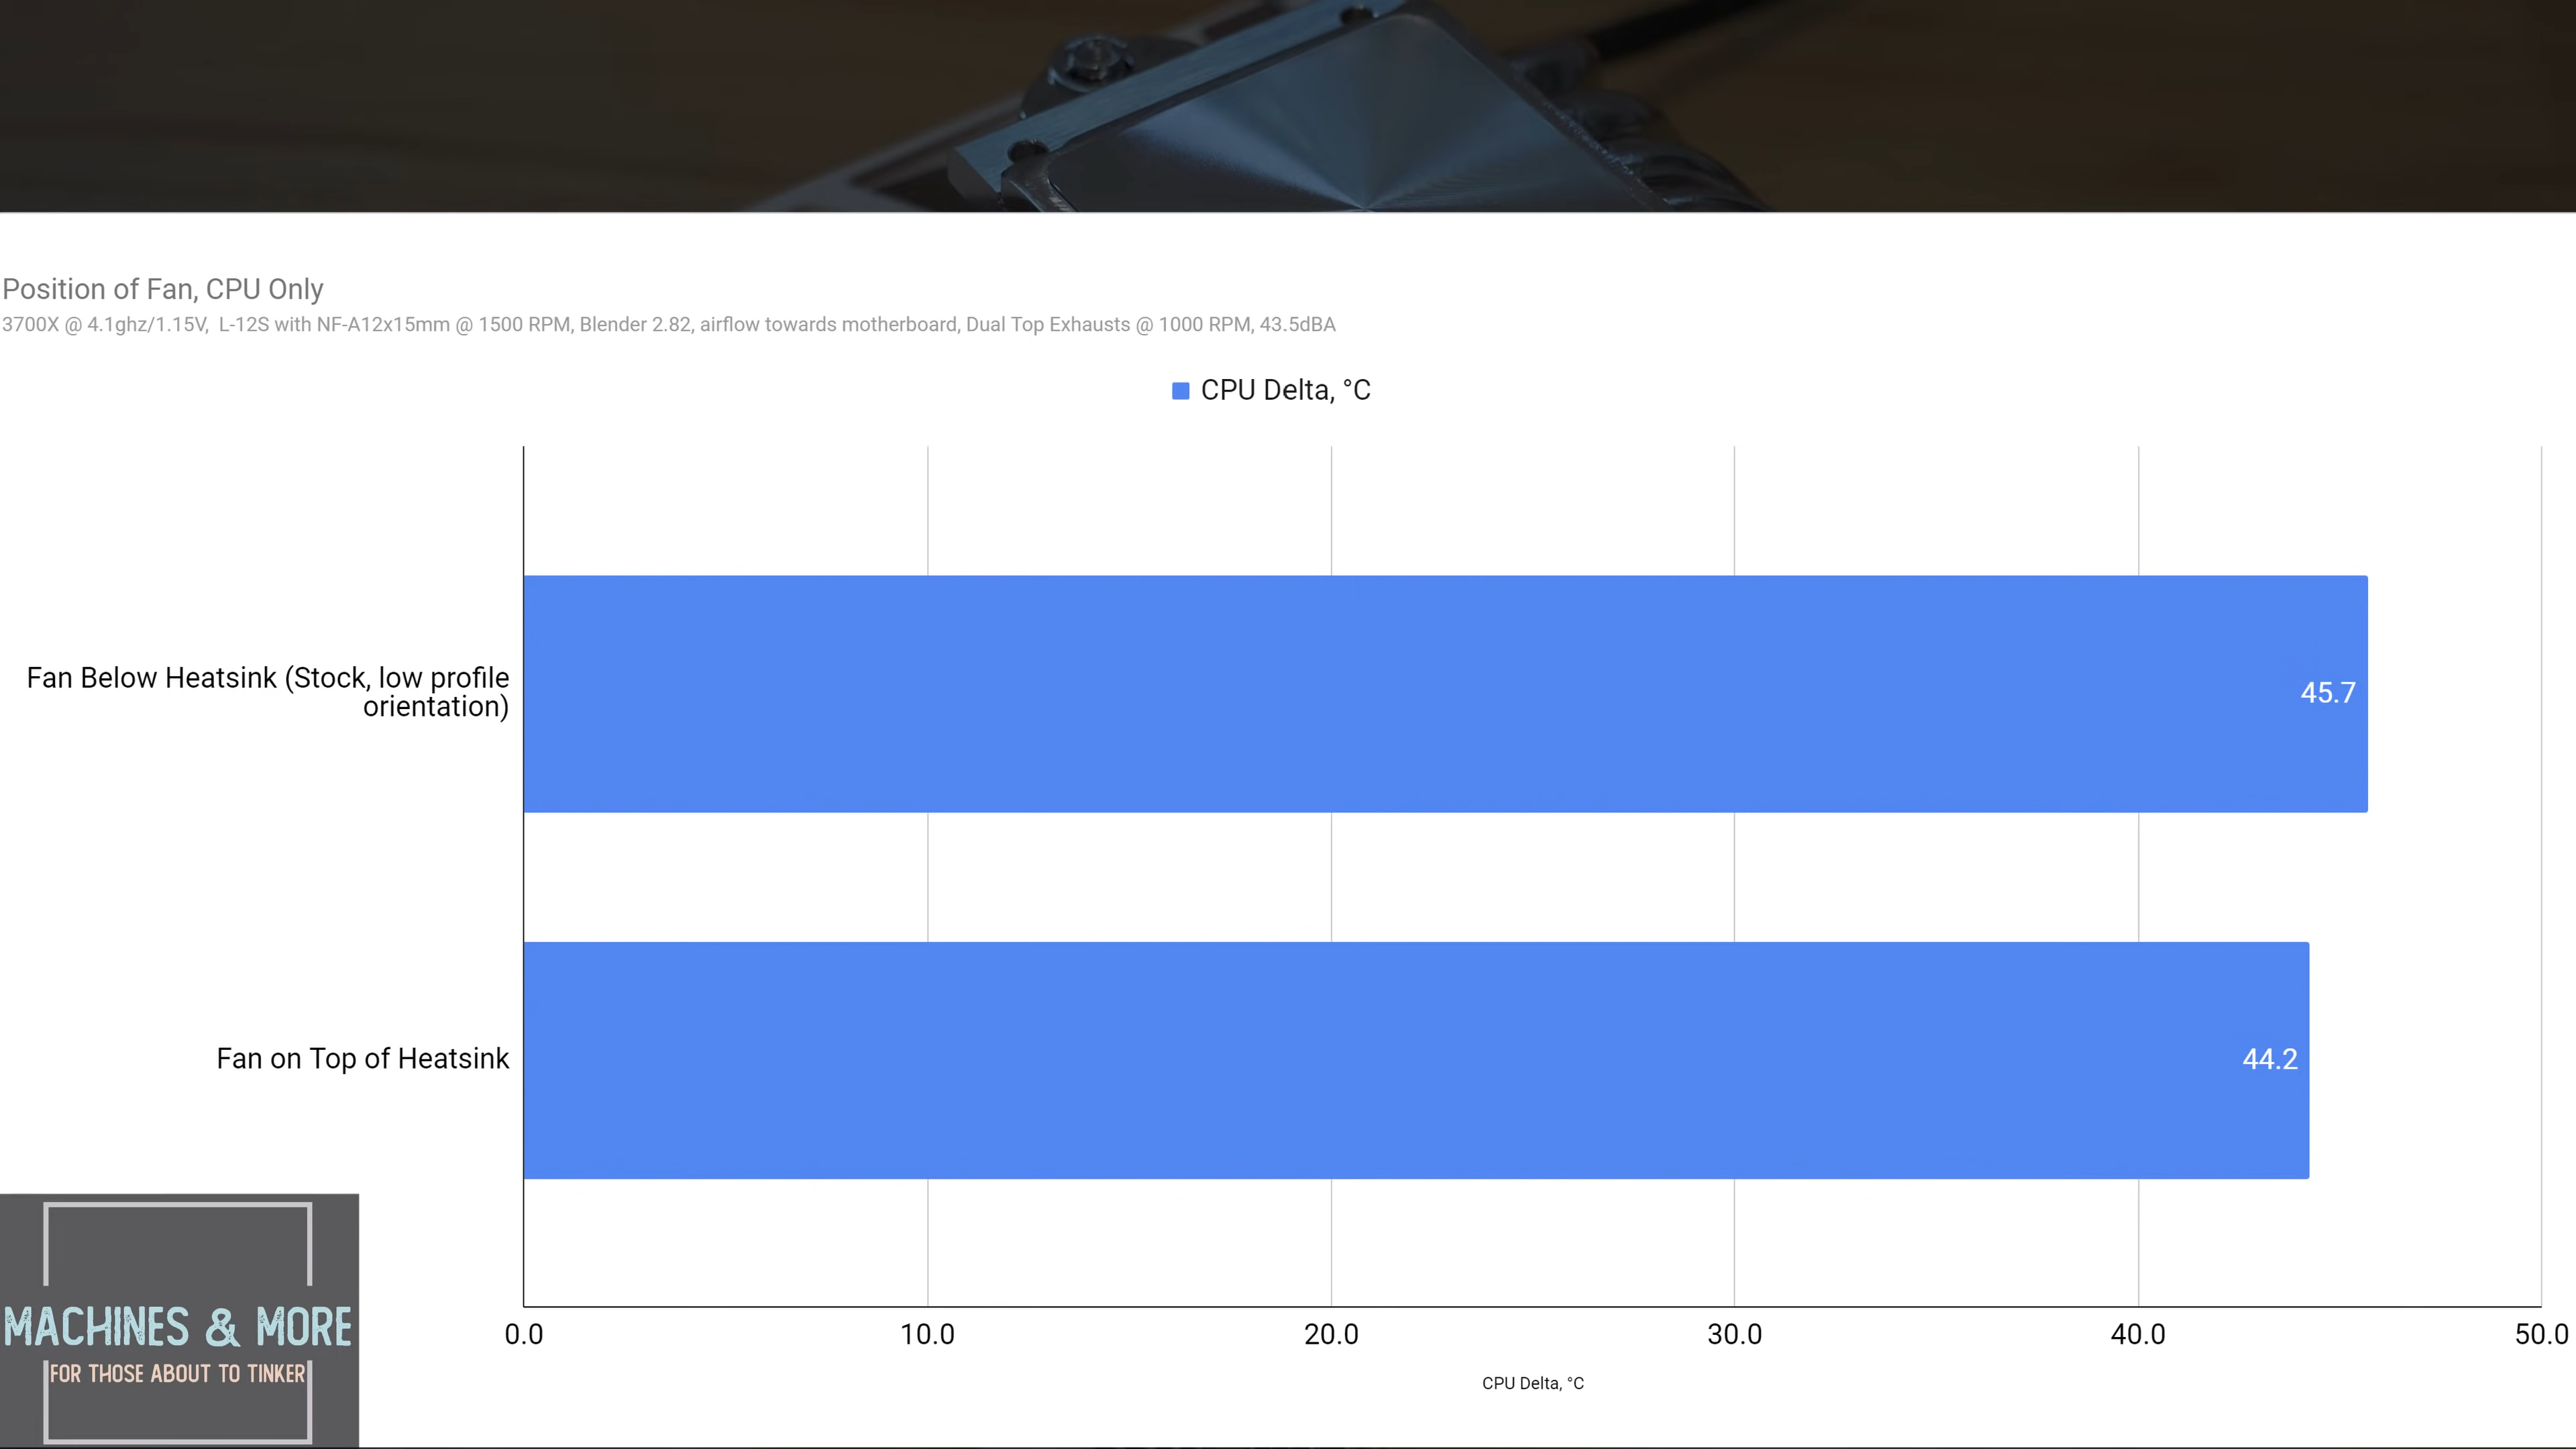 Position of Fan, CPU Only
3700X @ 4.1ghz/1.15V,  L-12S with NF-A12x15mm @ 1500 RPM, Blender 2.82, airflow towards motherboard, Dual Top Exhausts @ 1000 RPM, 43.5dBA
CPU Delta, °C
Fan Below Heatsink (Stock, low profile
orientation)
45.7
Fan on Top of Heatsink
44.2
0.0 10.0 20.0 30.0 40.0 50.0
CPU Delta, °C
MACHINES & MORE
FOR THOSE ABOUT TO TINKER